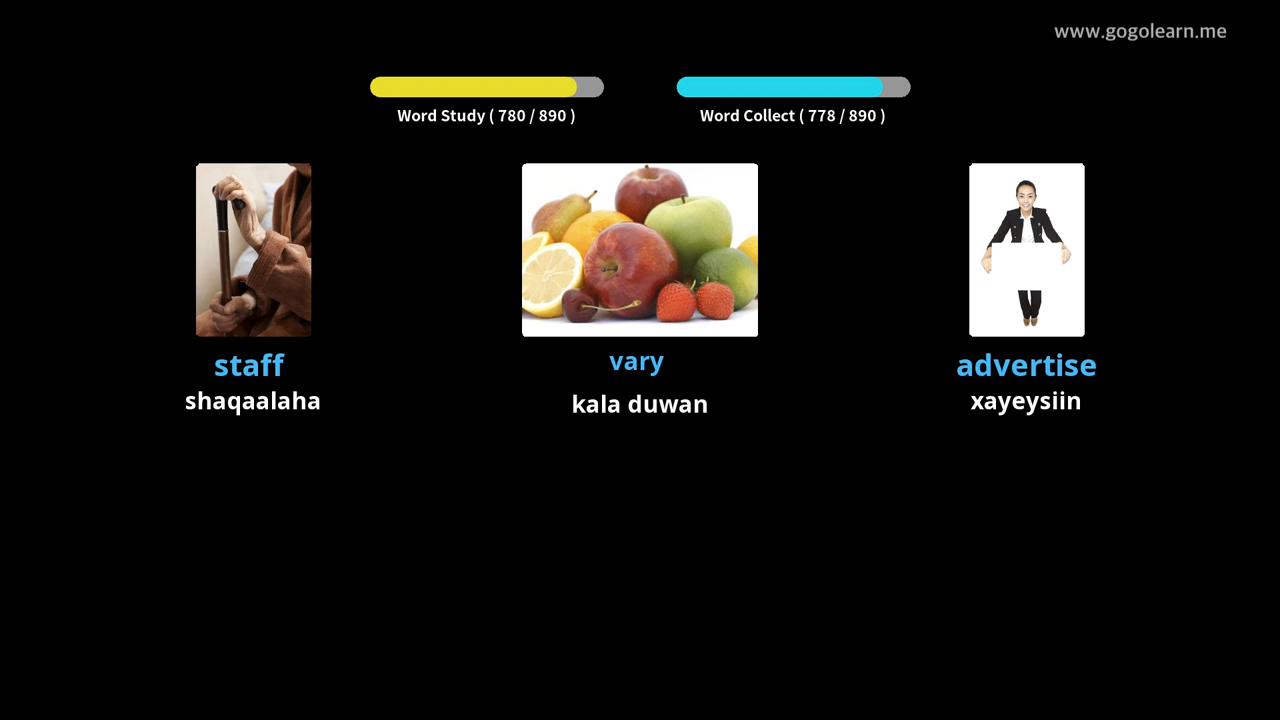 www.gogolearn.me
Word Study ( 780 / 890 )
Word Collect ( 778 / 890 )
staff
shaqaalaha
vary
kala duwan
advertise
xayeysiin